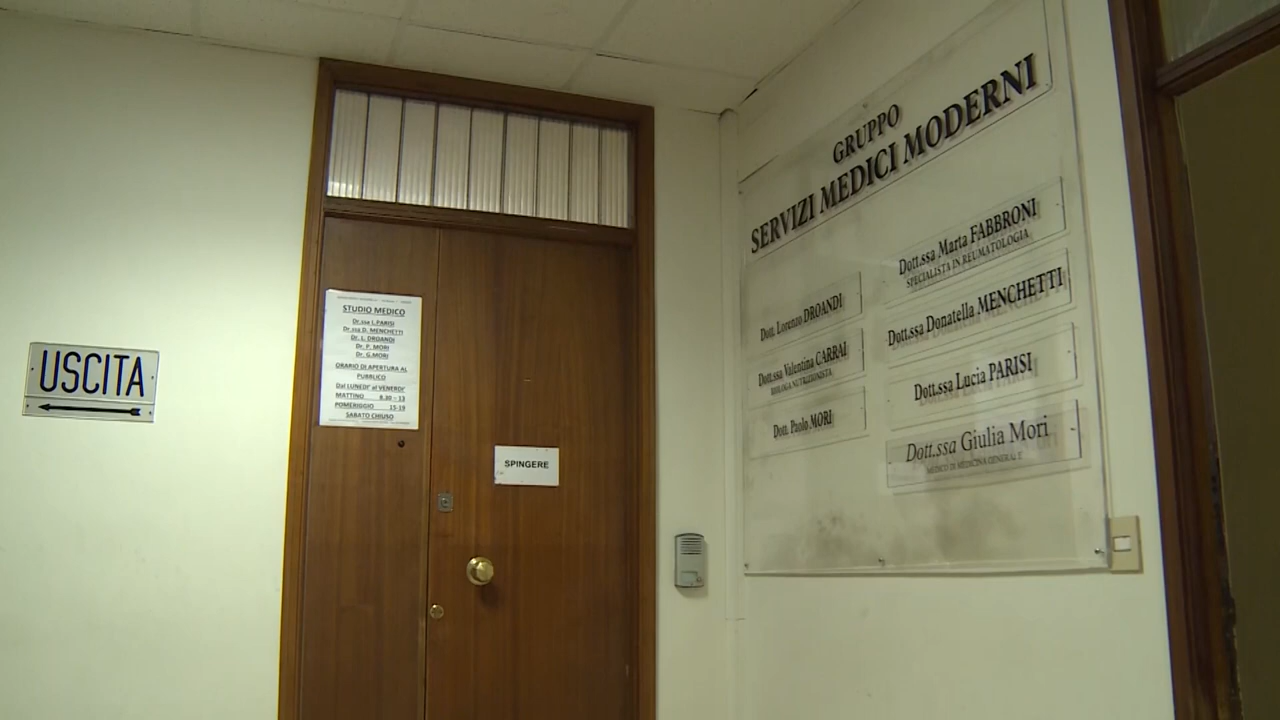 USCITA
STUDIO MEDICO
Dr.ssa L.PARISI
Dr.ssa D. MENCHETTI
Dr. L. DROANDI
Dr. P. MORI
Dr. G.MORI
ORARIO DI APERTURA AL
PUBBLICO
Dal LUNEDI' al VENERDI'
MATTINO 8.30 – 13
POMERIGGIO 15-19
SABATO CHIUSO
SPINGERE
GRUPPO
SERVIZI MEDICI MODERNI
Dott. Lorenzo DROANDI
Dott.ssa Valentina CARRAI
BIOLOGA NUTRIZIONISTA
Dott. Paolo MORI
Dott.ssa Marta FABBRONI
SPECIALISTA IN REUMATOLOGIA
Dott.ssa Donatella MENCHETTI
Dott.ssa Lucia PARISI
Dott.ssa Giulia Mori
MEDICO DI MEDICINA GENERALE